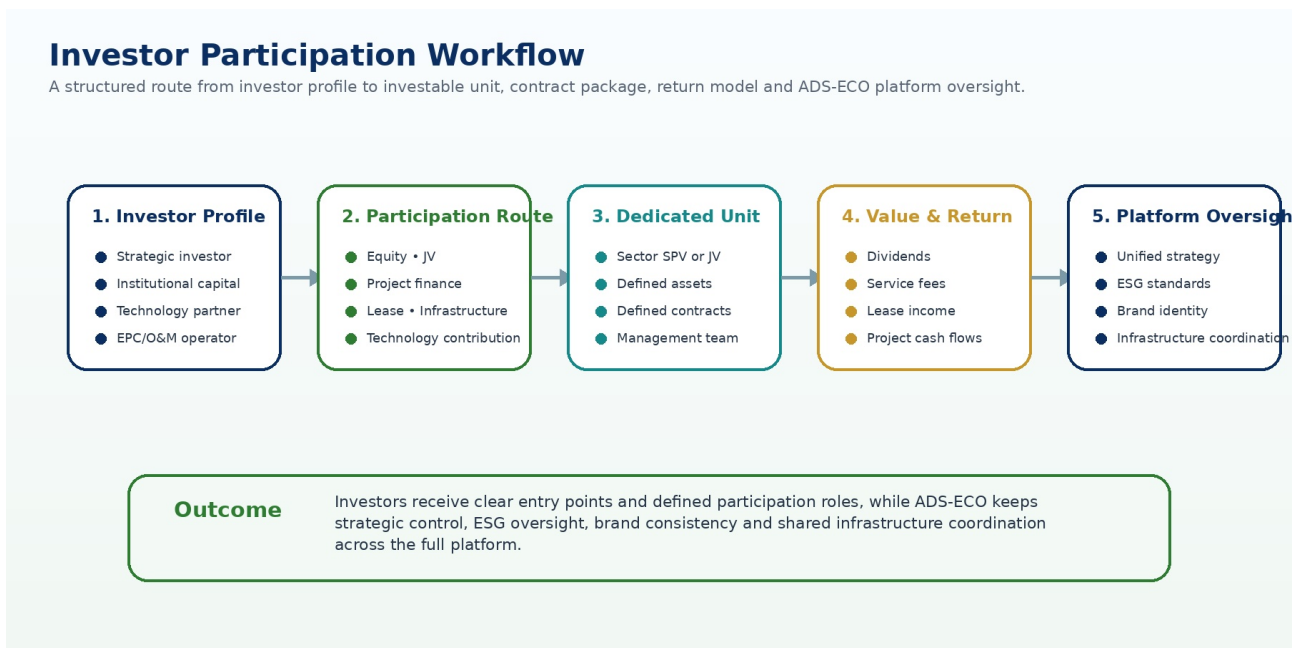 Investor Participation Workflow
A structured route from investor profile to investable unit, contract package, return model and ADS-ECO platform oversight.
1. Investor Profile
Strategic investor
Institutional capital
Technology partner
EPC/O&M operator
2. Participation Route
Equity • JV
Project finance
Lease • Infrastructure
Technology contribution
3. Dedicated Unit
Sector SPV or JV
Defined assets
Defined contracts
Management team
4. Value & Return
Dividends
Service fees
Lease income
Project cash flows
5. Platform Oversigh
Unified strategy
ESG standards
Brand identity
Infrastructure coordination
Outcome
Investors receive clear entry points and defined participation roles, while ADS-ECO keeps
strategic control, ESG oversight, brand consistency and shared infrastructure coordination
across the full platform.